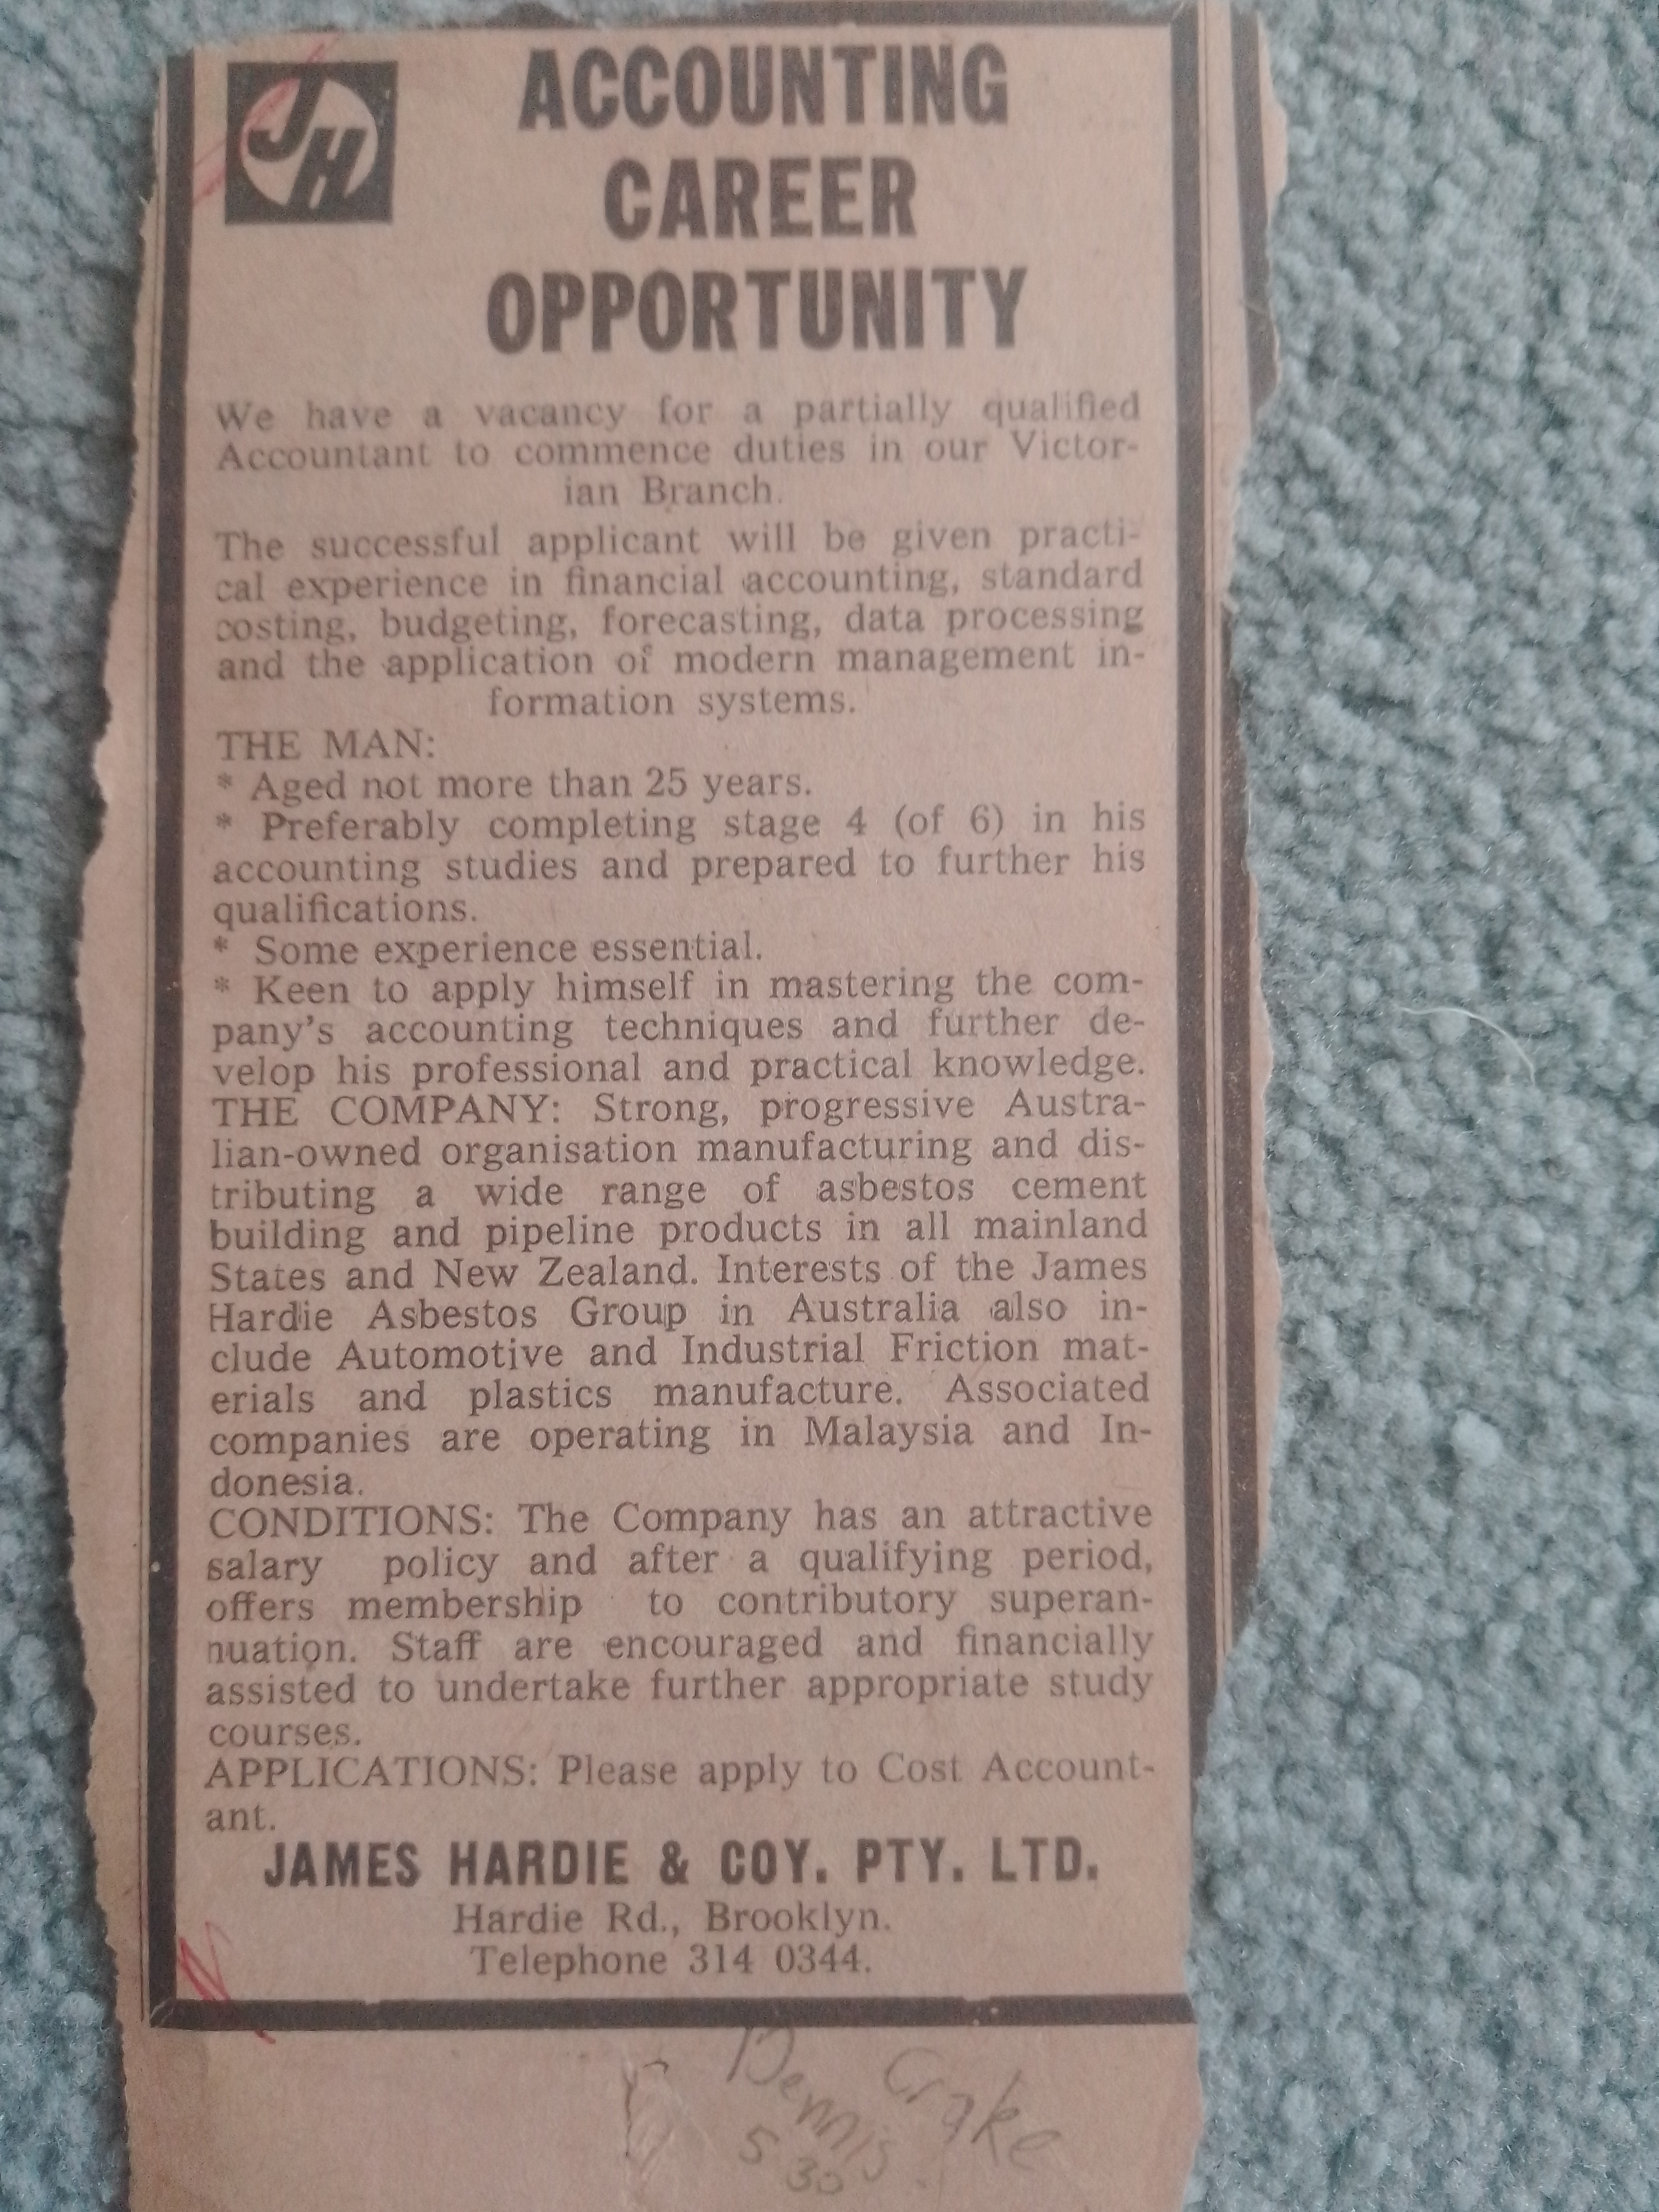 JH
ACCOUNTING
CAREER
OPPORTUNITY
We have a vacancy for a partially qualified
Accountant to commence duties in our Victor-
ian Branch.
The successful applicant will be given practi-
cal experience in financial accounting, standard
costing, budgeting, forecasting, data processing
and the application of modern management in-
formation systems.
THE MAN:
* Aged not more than 25 years.
* Preferably completing stage 4 (of 6) in his
accounting studies and prepared to further his
qualifications.
* Some experience essential.
* Keen to apply himself in mastering the com-
pany's accounting techniques and further de-
velop his professional and practical knowledge.
THE COMPANY: Strong, progressive Austra-
lian-owned organisation manufacturing and dis-
tributing a wide range of asbestos cement
building and pipeline products in all mainland
States and New Zealand. Interests of the James
Hardie Asbestos Group in Australia also in-
clude Automotive and Industrial Friction mat-
erials and plastics manufacture. Associated
companies are operating in Malaysia and In-
donesia.
CONDITIONS: The Company has an attractive
salary policy and after a qualifying period,
offers membership to contributory superan-
nuation. Staff are encouraged and financially
assisted to undertake further appropriate study
courses.
APPLICATIONS: Please apply to Cost Account-
ant.
JAMES HARDIE & COY. PTY. LTD.
Hardie Rd., Brooklyn.
Telephone 314 0344.
Dennis Crake
5 30